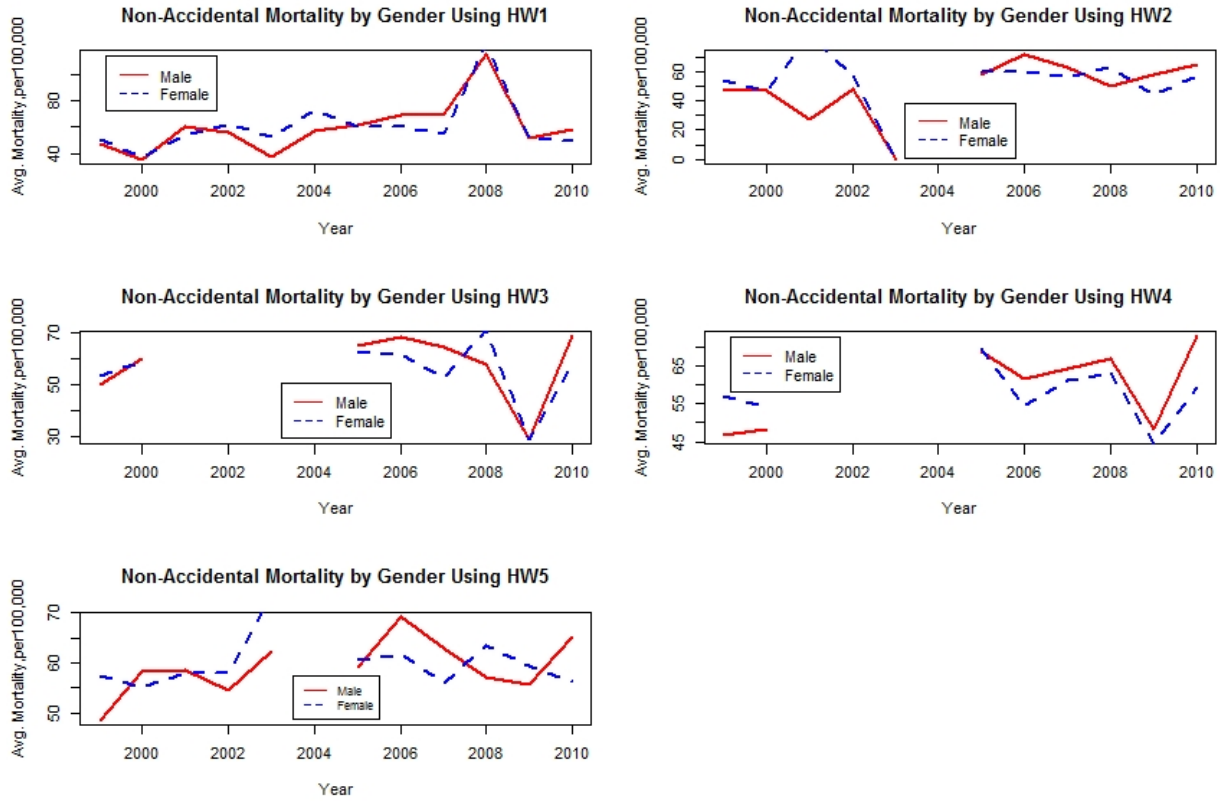 Non-Accidental Mortality by Gender Using HW1
Avg. Mortality,per100,000
80
40
Male
Female
2000 2002 2004 2006 2008 2010
Year
Non-Accidental Mortality by Gender Using HW2
Avg. Mortality,per100,000
60
40
20
0
Male
Female
2000 2002 2004 2006 2008 2010
Year
Non-Accidental Mortality by Gender Using HW3
Avg. Mortality,per100,000
70
50
30
Male
Female
2000 2002 2004 2006 2008 2010
Year
Non-Accidental Mortality by Gender Using HW4
Avg. Mortality,per100,000
65
55
45
Male
Female
2000 2002 2004 2006 2008 2010
Year
Non-Accidental Mortality by Gender Using HW5
Avg. Mortality,per100,000
70
60
50
Male
Female
2000 2002 2004 2006 2008 2010
Year